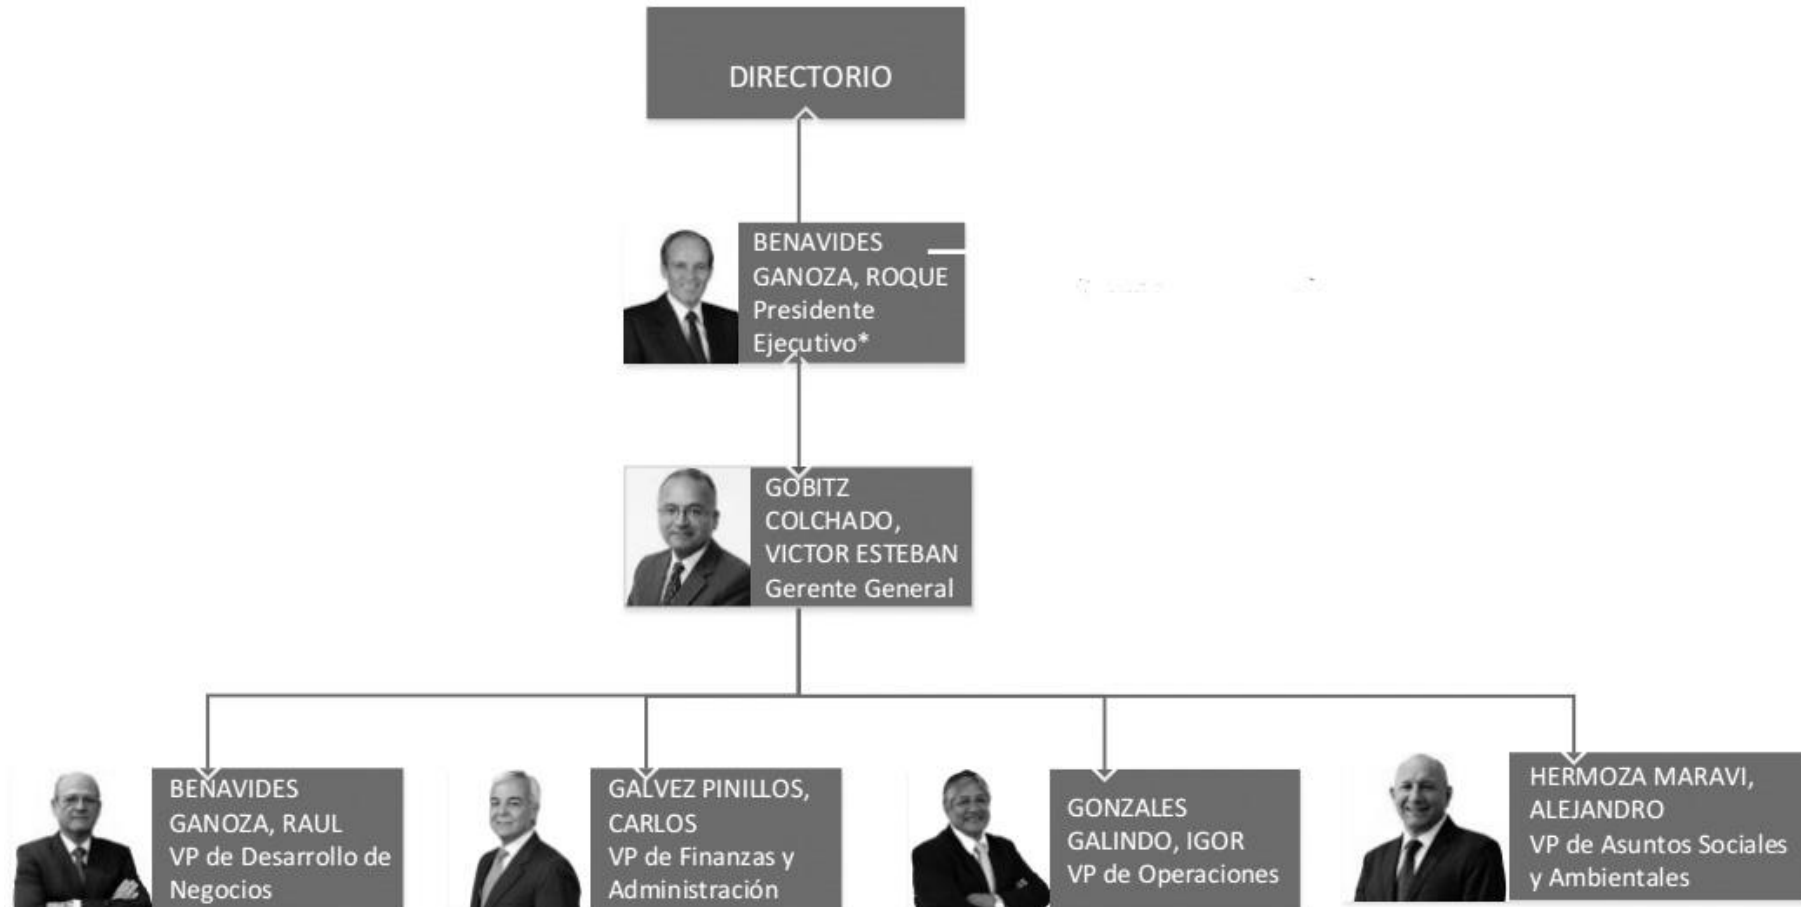 DIRECTORIO
BENAVIDES
GANOZA, ROQUE
Presidente
Ejecutivo*
GOBITZ
COLCHADO,
VICTOR ESTEBAN
Gerente General
BENAVIDES
GANOZA, RAUL
VP de Desarrollo de
Negocios
GALVEZ PINILLOS,
CARLOS
VP de Finanzas y
Administración
GONZALES
GALINDO, IGOR
VP de Operaciones
HERMOZA MARAVI,
ALEJANDRO
VP de Asuntos Sociales
y Ambientales